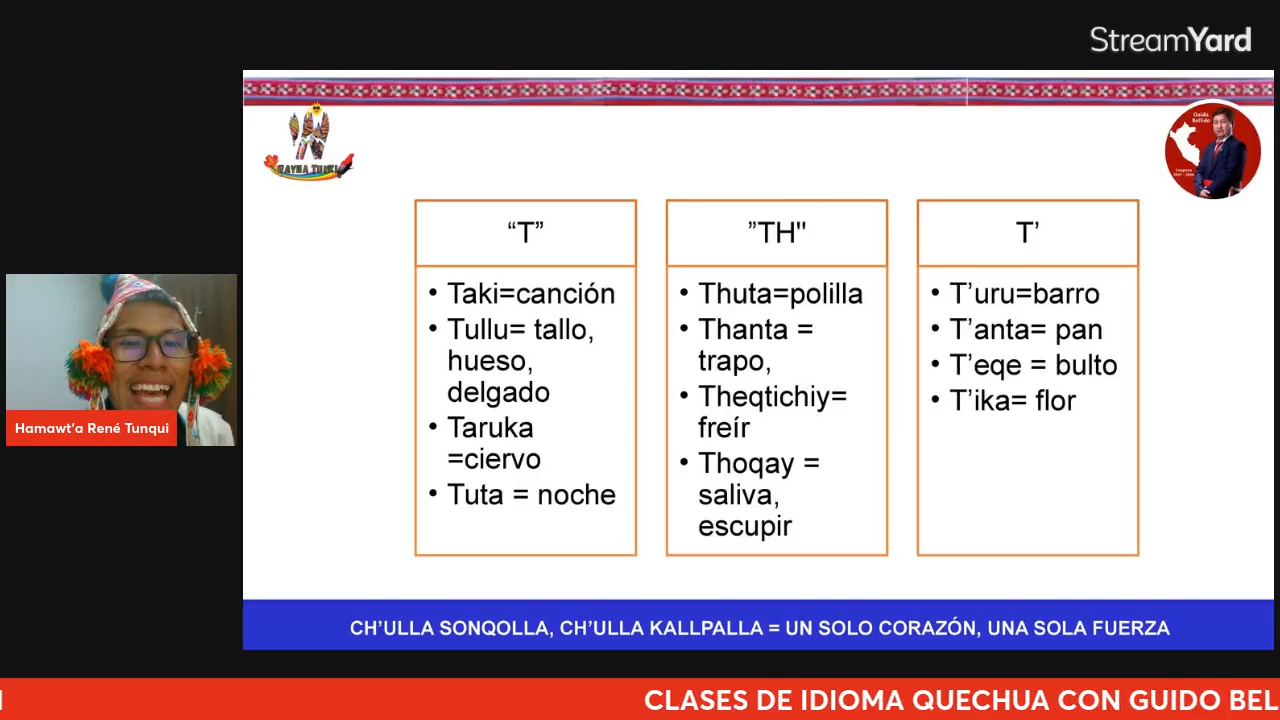 StreamYard
Guido
Bellido
“T”
Taki=canción
Tullu= tallo,
hueso,
delgado
Taruka
=ciervo
Tuta = noche
”TH"
Thuta=polilla
Thanta =
trapo,
Theqtichiy=
freír
Thoqay =
saliva,
escupir
T’
T’uru=barro
T’anta= pan
T’eqe = bulto
T’ika= flor
Hamawt’a René Tunqui
CH’ULLA SONQOLLA, CH’ULLA KALLPALLA = UN SOLO CORAZÓN, UNA SOLA FUERZA
CLASES DE IDIOMA QUECHUA CON GUIDO BEL